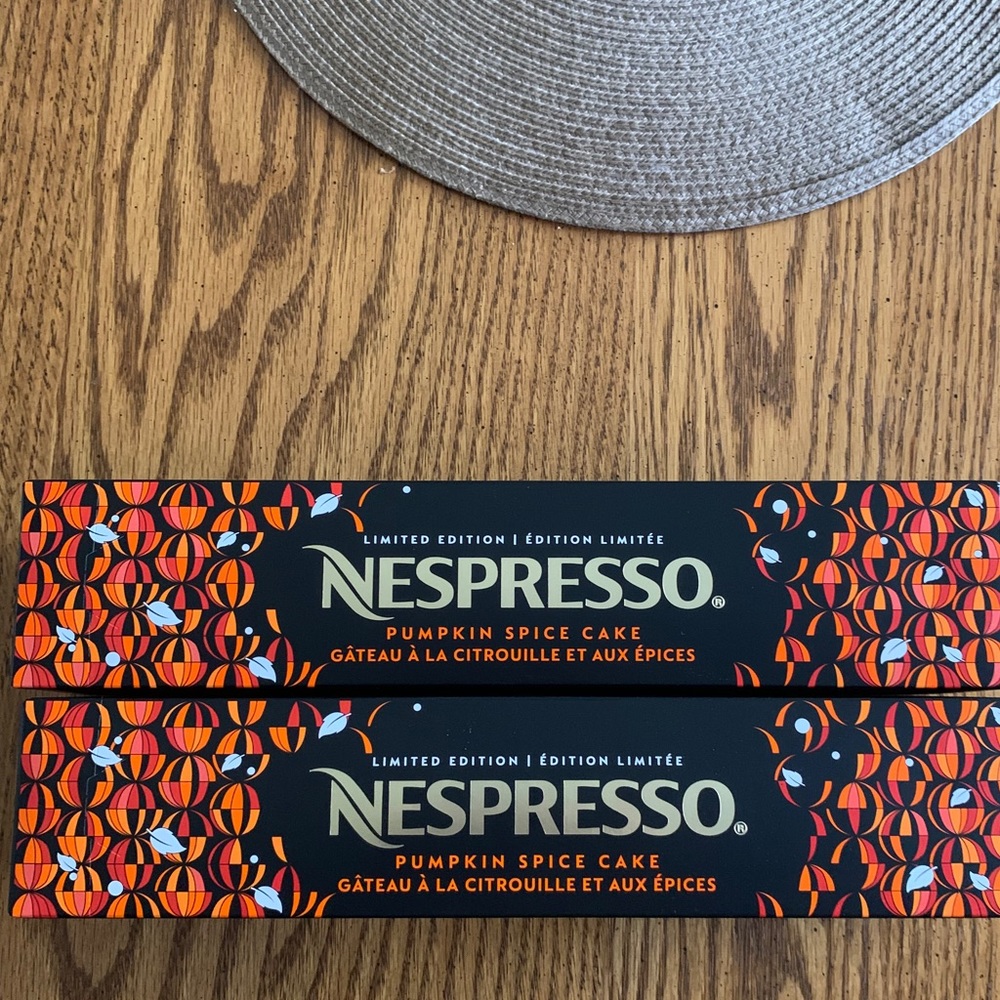 LIMITED EDITION | ÉDITION LIMITÉE
NESPRESSO®
PUMPKIN SPICE CAKE
GÂTEAU À LA CITROUILLE ET AUX ÉPICES
LIMITED EDITION | ÉDITION LIMITÉE
NESPRESSO®
PUMPKIN SPICE CAKE
GÂTEAU À LA CITROUILLE ET AUX ÉPICES